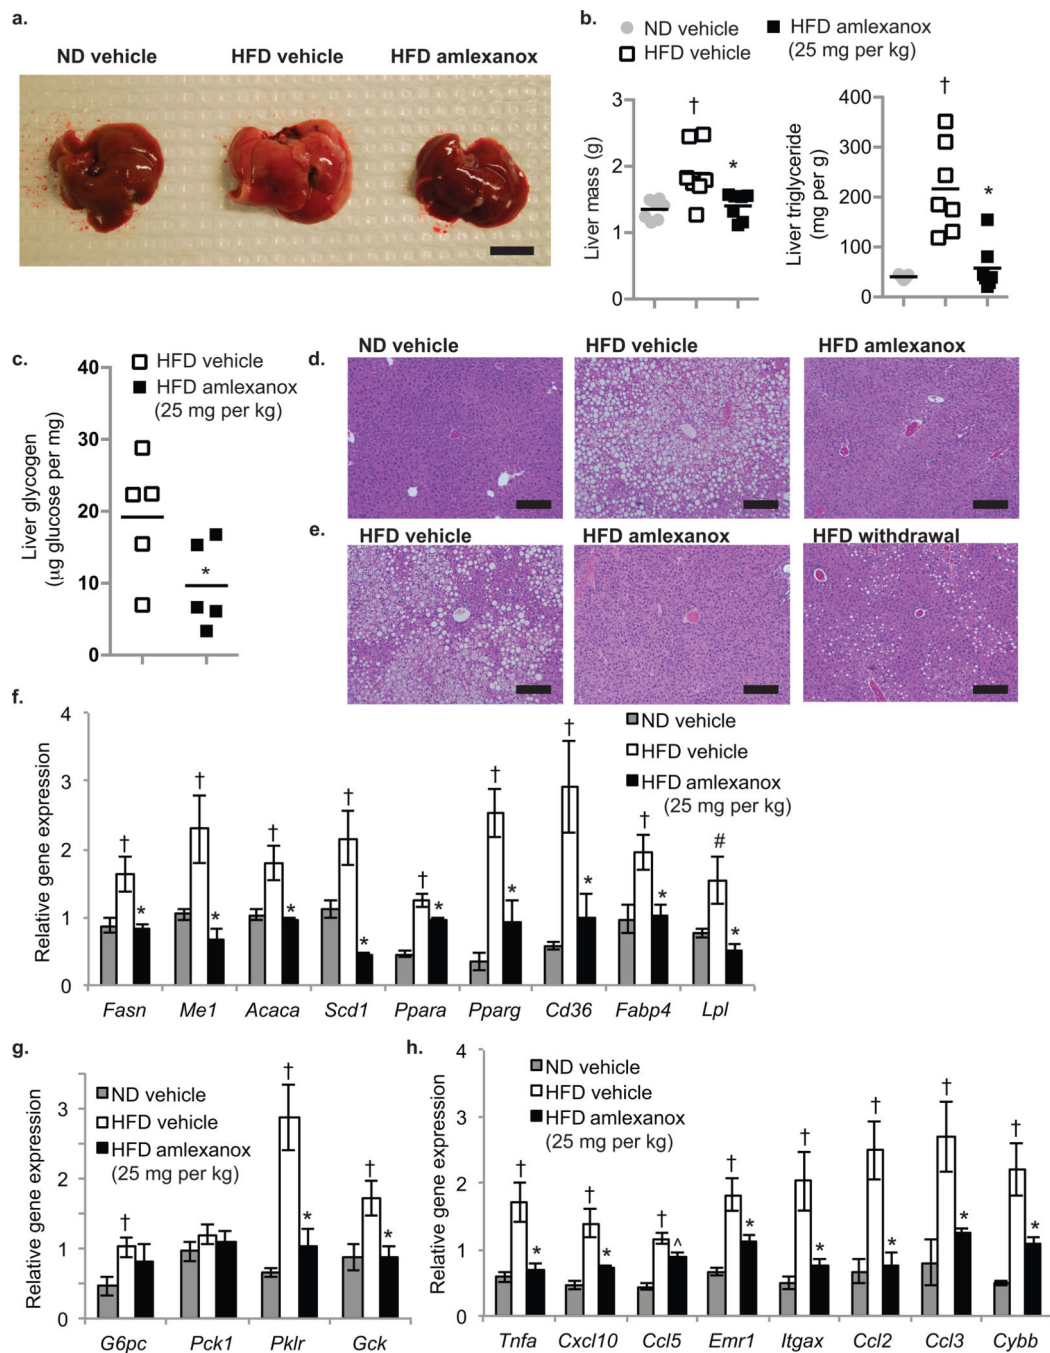 a.
ND vehicle HFD vehicle HFD amlexanox
b.
ND vehicle
HFD vehicle
HFD amlexanox
(25 mg per kg)
Liver mass (g)
3
2
1
0
†
*
Liver triglyceride
(mg per g)
400
300
200
100
0
†
*
c.
HFD vehicle
HFD amlexanox
(25 mg per kg)
Liver glycogen
(μg glucose per mg)
40
30
20
10
0
*
d.
ND vehicle HFD vehicle HFD amlexanox
e.
HFD vehicle HFD amlexanox HFD withdrawal
f.
ND vehicle
HFD vehicle
HFD amlexanox
(25 mg per kg)
Relative gene expression
4
3
2
1
0
† † † † † † † † #
* * * * * * * * *
Fasn Me1 Acaca Scd1 Ppara Pparg Cd36 Fabp4 Lpl
g.
ND vehicle
HFD vehicle
HFD amlexanox
(25 mg per kg)
Relative gene expression
3
2
1
0
† † †
* *
G6pc Pck1 Pklr Gck
h.
ND vehicle
HFD vehicle
HFD amlexanox
(25 mg per kg)
Relative gene expression
4
3
2
1
0
† † † † † † † †
* * ^ * * * * *
Tnfa Cxcl10 Ccl5 Emr1 Itgax Ccl2 Ccl3 Cybb